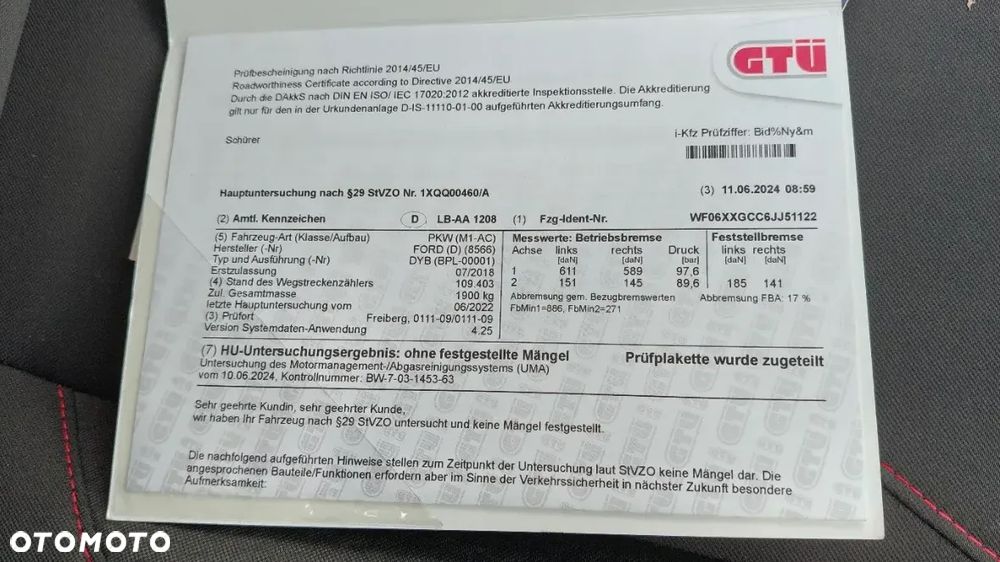 GTÜ
Prüfbescheinigung nach Richtlinie 2014/45/EU
Roadworthiness Certificate according to Directive 2014/45/EU
Durch die DAkkS nach DIN EN ISO/ IEC 17020:2012 akkreditierte Inspektionsstelle. Die Akkreditierung
gilt nur für den in der Urkundenanlage D-IS-11110-01-00 aufgeführten Akkreditierungsumfang.
Schürer
i-Kfz Prüfziffer: Bid%Ny&m
Hauptuntersuchung nach §29 StVZO Nr. 1XQQ00460/A (3) 11.06.2024 08:59
(2) Amtl. Kennzeichen D LB-AA 1208 (1) Fzg-Ident-Nr. WF06XXGCC6JJ51122
(5) Fahrzeug-Art (Klasse/Aufbau) PKW (M1-AC) Messwerte: Betriebsbremse Feststellbremse
Hersteller (-Nr) FORD (D) (8566) Achse links rechts Druck links rechts
Typ und Ausführung (-Nr) DYB (BPL-00001) [daN] [daN] [bar] [daN] [daN]
Erstzulassung 07/2018 1 611 589 97,6
(4) Stand des Wegstreckenzählers 109.403 2 151 145 89,6 185 141
Zul. Gesamtmasse 1900 kg Abbremsung gem. Bezugbremswerten Abbremsung FBA: 17 %
letzte Hauptuntersuchung vom 06/2022 FbMin1=886, FbMin2=271
(3) Prüfort Freiberg, 0111-09/0111-09
Version Systemdaten-Anwendung 4.25
(7) HU-Untersuchungsergebnis: ohne festgestellte Mängel Prüfplakette wurde zugeteilt
Untersuchung des Motormanagement-/Abgasreinigungssystems (UMA)
vom 10.06.2024, Kontrollnummer: BW-7-03-1453-63
Sehr geehrte Kundin, sehr geehrter Kunde,
wir haben Ihr Fahrzeug nach §29 StVZO untersucht und keine Mängel festgestellt.
Die nachfolgend aufgeführten Hinweise stellen zum Zeitpunkt der Untersuchung laut StVZO keine Mängel dar. Die
angesprochenen Bauteile/Funktionen erfordern aber im Sinne der Verkehrssicherheit in nächster Zukunft besondere
Aufmerksamkeit:
OTOMOTO